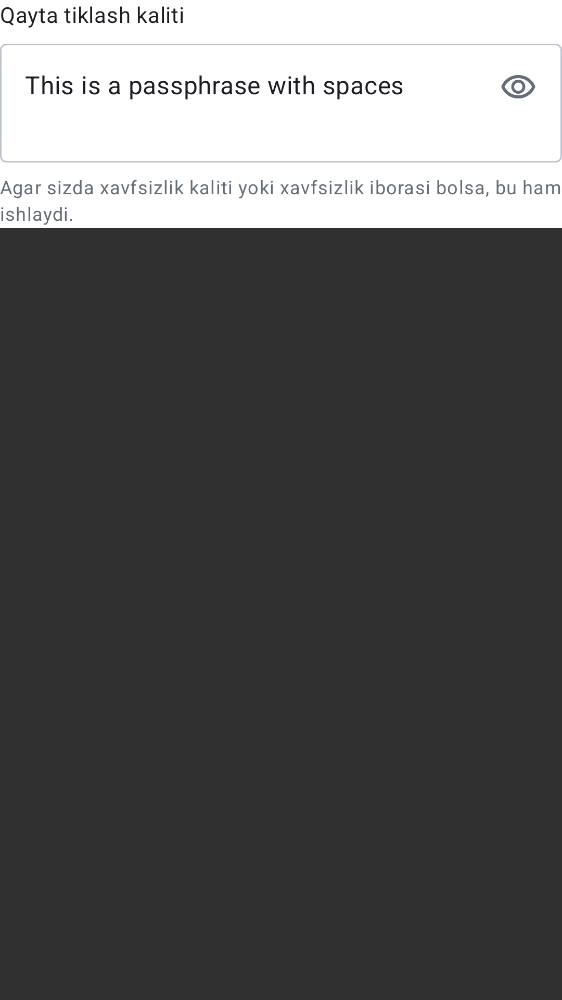 Qayta tiklash kaliti
This is a passphrase with spaces
Agar sizda xavfsizlik kaliti yoki xavfsizlik iborasi bolsa, bu ham
ishlaydi.